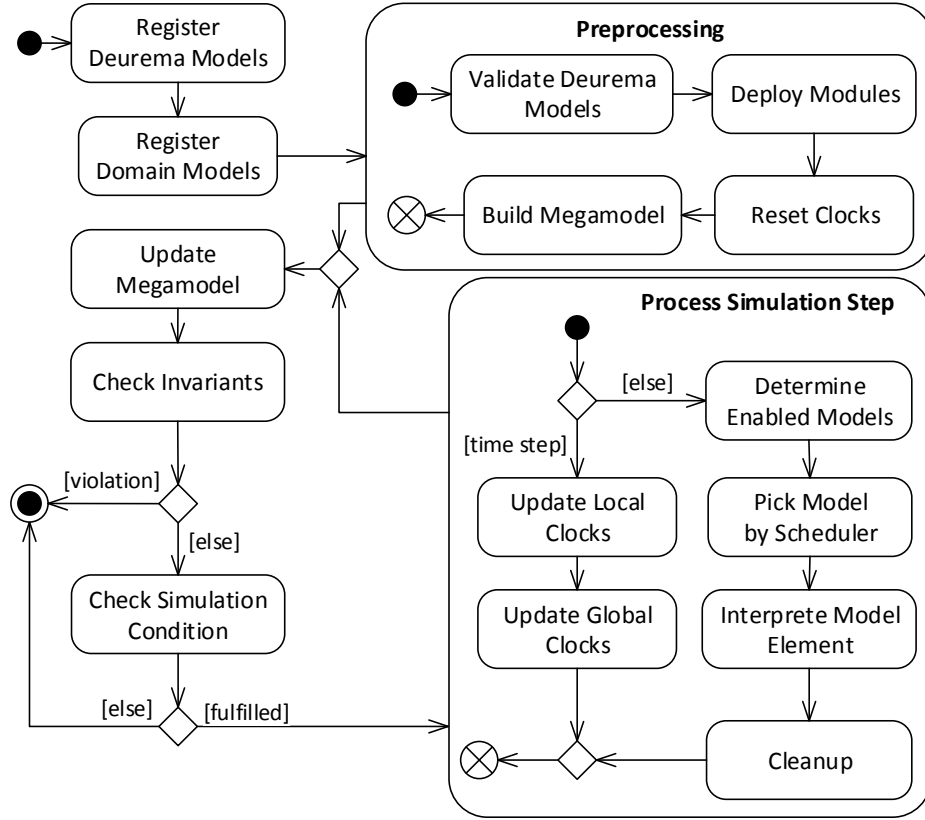 Register
Deurema Models
Register
Domain Models
Preprocessing
Validate Deurema
Models
Deploy Modules
Build Megamodel
Reset Clocks
Update
Megamodel
Check Invariants
[violation]
[else]
Check Simulation
Condition
[else]
[fulfilled]
Process Simulation Step
[else]
[time step]
Determine
Enabled Models
Update Local
Clocks
Pick Model
by Scheduler
Update Global
Clocks
Interprete Model
Element
Cleanup